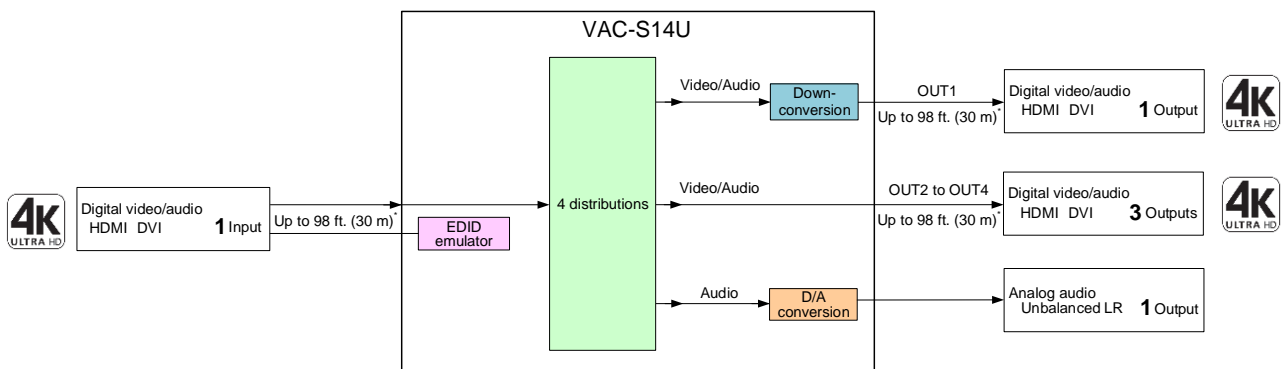 VAC-S14U
4K
ULTRA HD
Digital video/audio
HDMI DVI
1 Input
Up to 98 ft. (30 m)*
EDID
emulator
4 distributions
Video/Audio
Down-
conversion
OUT1
Up to 98 ft. (30 m)*
Digital video/audio
HDMI DVI
1 Output
4K
ULTRA HD
Video/Audio
OUT2 to OUT4
Up to 98 ft. (30 m)*
Digital video/audio
HDMI DVI
3 Outputs
4K
ULTRA HD
Audio
D/A
conversion
Analog audio
Unbalanced LR
1 Output